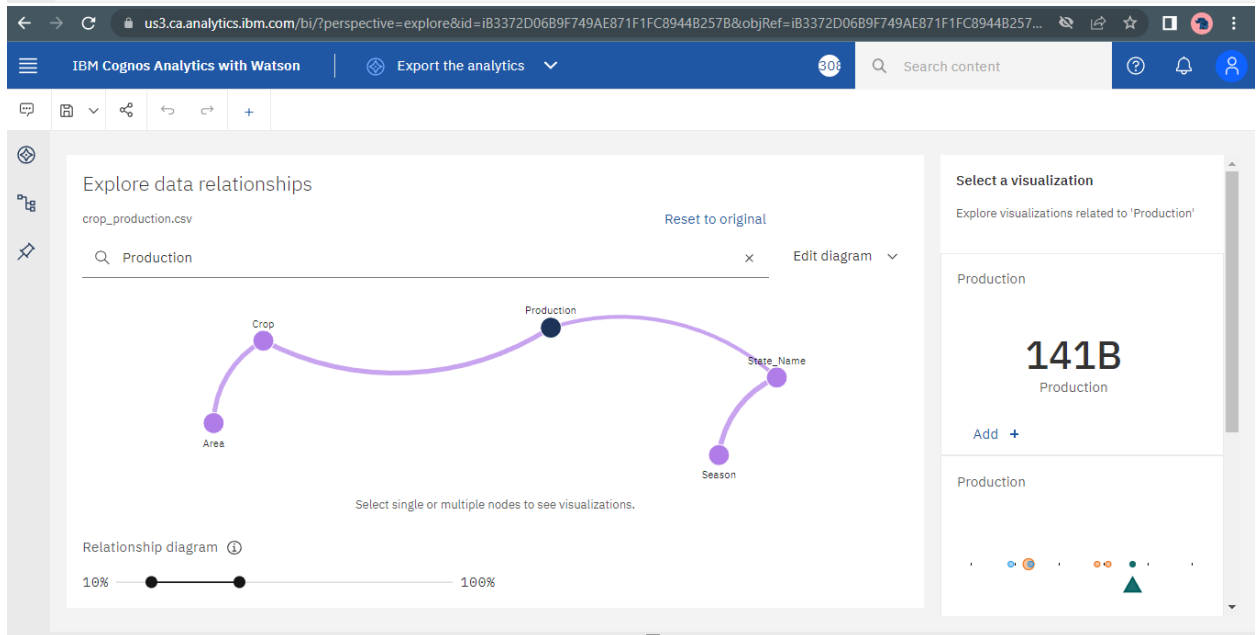 us3.ca.analytics.ibm.com/bi/?perspective=explore&id=iB3372D06B9F749AE871F1FC8944B257B&objRef=iB3372D06B9F749AE871F1FC8944B257...
IBM Cognos Analytics with Watson
Export the analytics
308
Search content
Explore data relationships
crop_production.csv
Reset to original
Production
Edit diagram
Production
Crop
State_Name
Area
Season
Select single or multiple nodes to see visualizations.
Relationship diagram
10%
100%
Select a visualization
Explore visualizations related to 'Production'
Production
141B
Production
Add +
Production